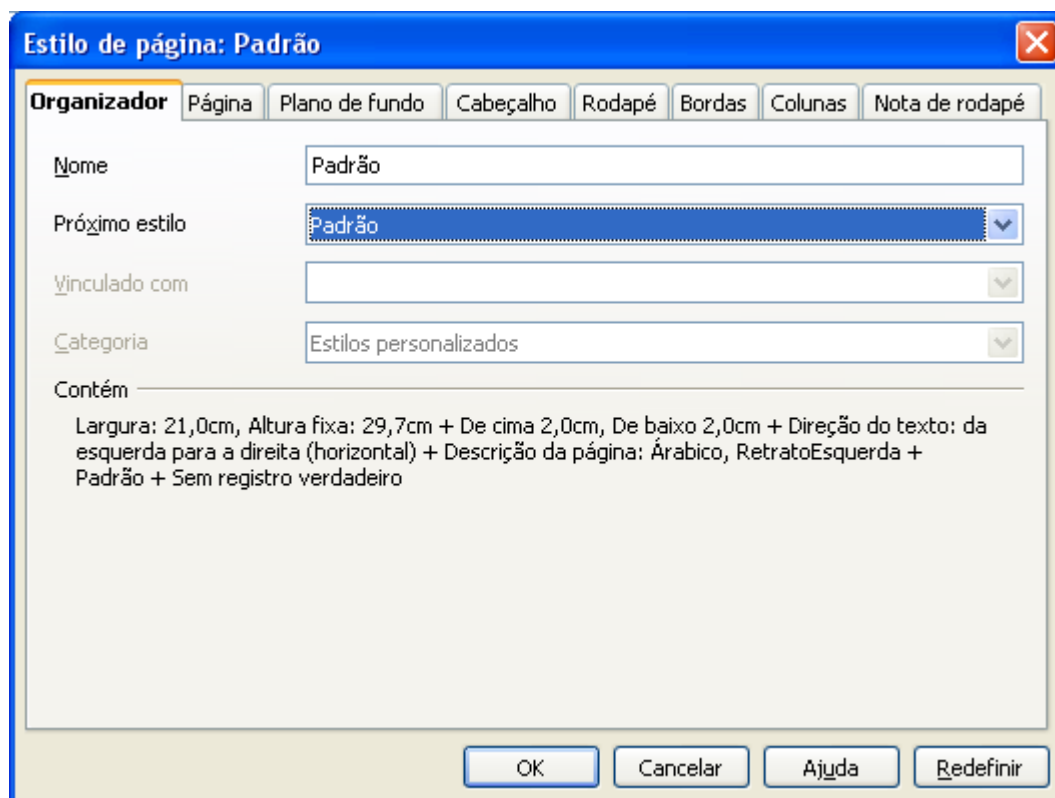 Estilo de página: Padrão
Organizador Página Plano de fundo Cabeçalho Rodapé Bordas Colunas Nota de rodapé
Nome Padrão
Próximo estilo Padrão
Vinculado com
Categoria Estilos personalizados
Contém
Largura: 21,0cm, Altura fixa: 29,7cm + De cima 2,0cm, De baixo 2,0cm + Direção do texto: da
esquerda para a direita (horizontal) + Descrição da página: Árabico, RetratoEsquerda +
Padrão + Sem registro verdadeiro
OK Cancelar Ajuda Redefinir